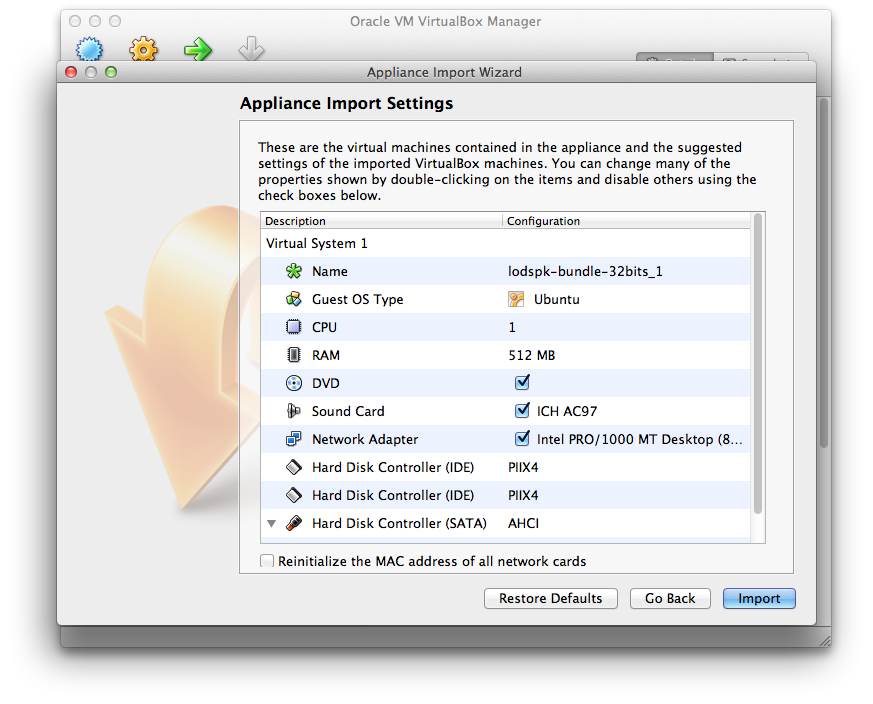 Oracle VM VirtualBox Manager
Appliance Import Wizard
Appliance Import Settings
These are the virtual machines contained in the appliance and the suggested
settings of the imported VirtualBox machines. You can change many of the
properties shown by double-clicking on the items and disable others using the
check boxes below.
Description Configuration
Virtual System 1
Name lodspk-bundle-32bits_1
Guest OS Type Ubuntu
CPU 1
RAM 512 MB
DVD
Sound Card ICH AC97
Network Adapter Intel PRO/1000 MT Desktop (8...
Hard Disk Controller (IDE) PIIX4
Hard Disk Controller (IDE) PIIX4
Hard Disk Controller (SATA) AHCI
Reinitialize the MAC address of all network cards
Restore Defaults Go Back Import